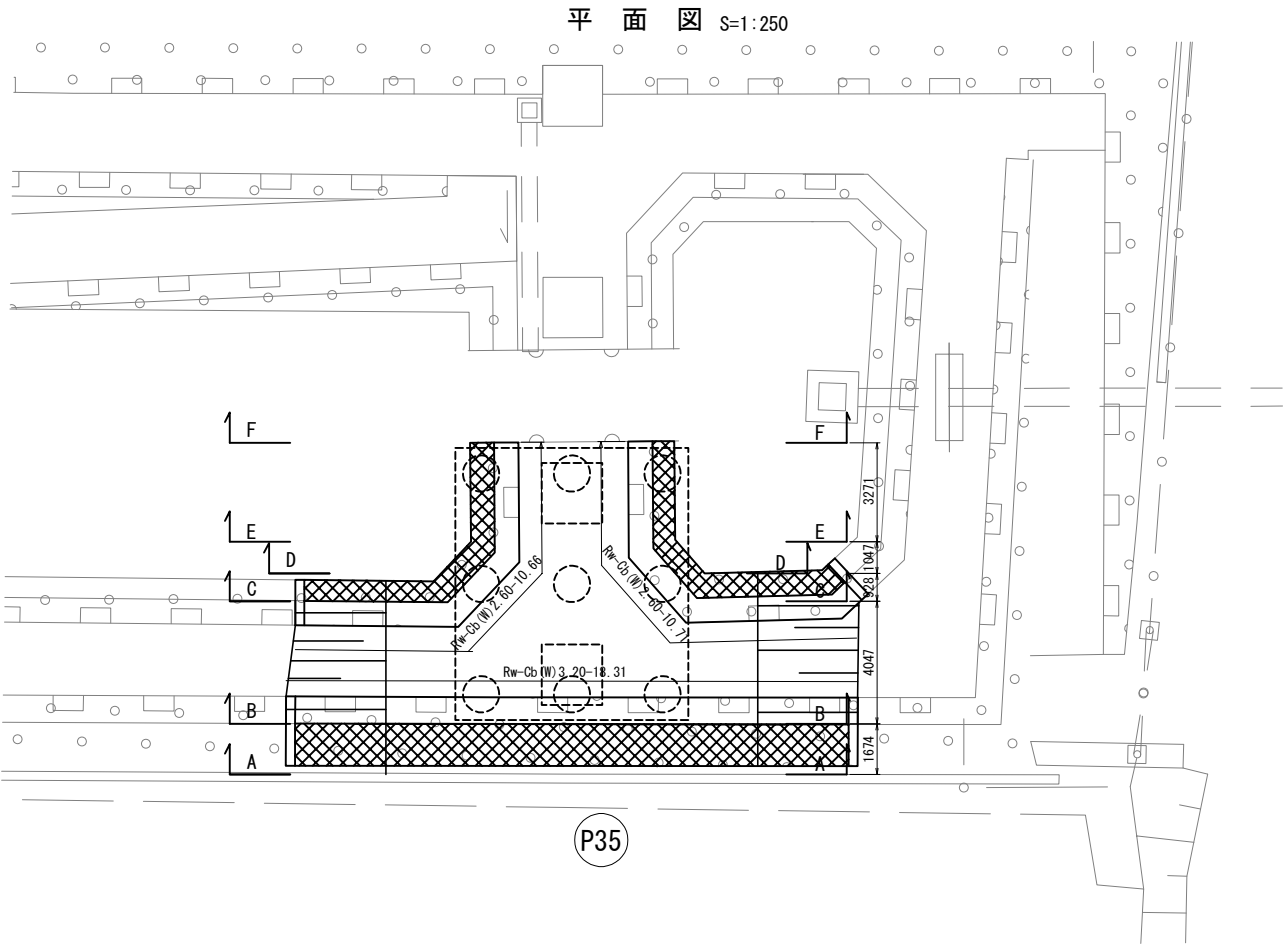 平 面 図 S=1:250
F F
3271
E E
1047
D D
C C
928
Rw-Cb(W)2.60-10.66
Rw-Cb(W)2.60-10.71
Rw-Cb(W)3.20-18.31
4047
B B
1674
A A
P35